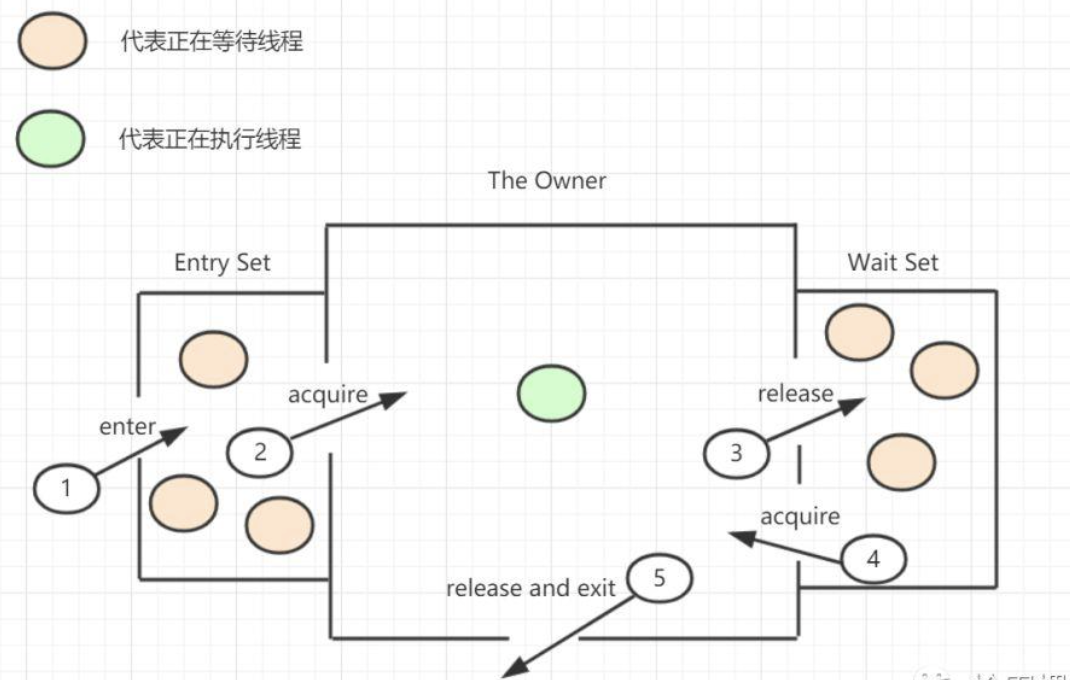 代表正在等待线程
代表正在执行线程
The Owner
Entry Set
Wait Set
acquire
release
enter
2
3
1
acquire
4
5
release and exit